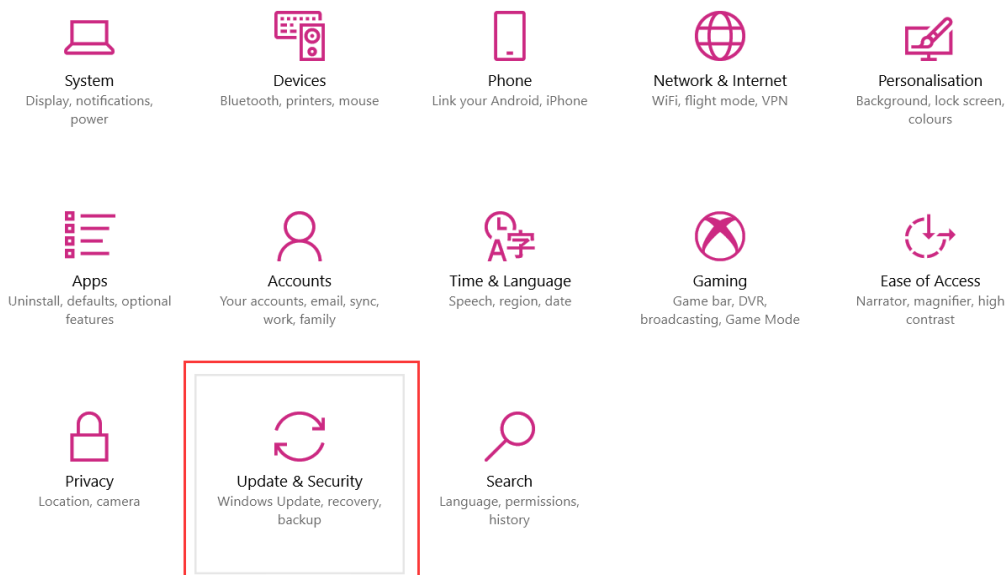 System
Display, notifications,
power
Devices
Bluetooth, printers, mouse
Phone
Link your Android, iPhone
Network & Internet
WiFi, flight mode, VPN
Personalisation
Background, lock screen,
colours
Apps
Uninstall, defaults, optional
features
Accounts
Your accounts, email, sync,
work, family
A字
Time & Language
Speech, region, date
Gaming
Game bar, DVR,
broadcasting, Game Mode
Ease of Access
Narrator, magnifier, high
contrast
Privacy
Location, camera
Update & Security
Windows Update, recovery,
backup
Search
Language, permissions,
history